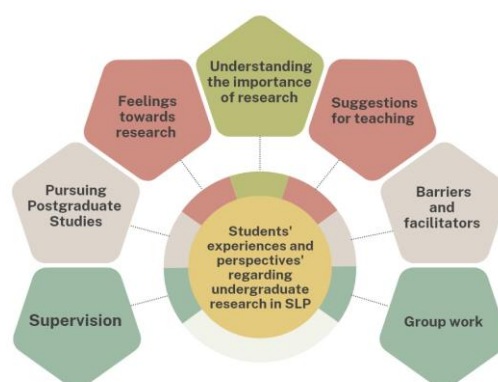 Understanding
the importance
of research
Feelings
towards
research
Suggestions
for teaching
Pursuing
Postgraduate
Studies
Barriers
and
facilitators
Students'
experiences and
perspectives'
regarding
undergraduate
research in SLP
Supervision
Group work